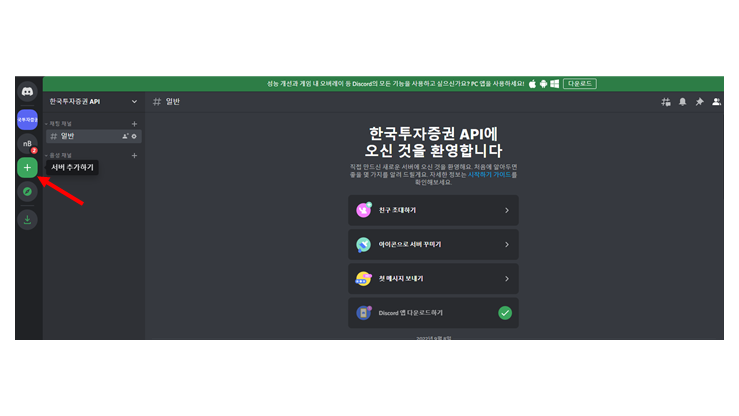 성능 개선과 게임 내 오버레이 등 Discord의 모든 기능을 사용하고 싶으신가요? PC 앱을 사용하세요!
다운로드
한국투자증권 API
# 일반
국투자증권
채팅 채널
nB
2
# 일반
음성 채널
서버 추가하기
한국투자증권 API에
오신 것을 환영합니다
직접 만드신 새로운 서버에 오신 것을 환영해요. 처음에 알아두면
좋을 몇 가지를 알려 드릴게요. 자세한 정보는 시작하기 가이드를
확인해보세요.
친구 초대하기
아이콘으로 서버 꾸미기
첫 메시지 보내기
Discord 앱 다운로드하기